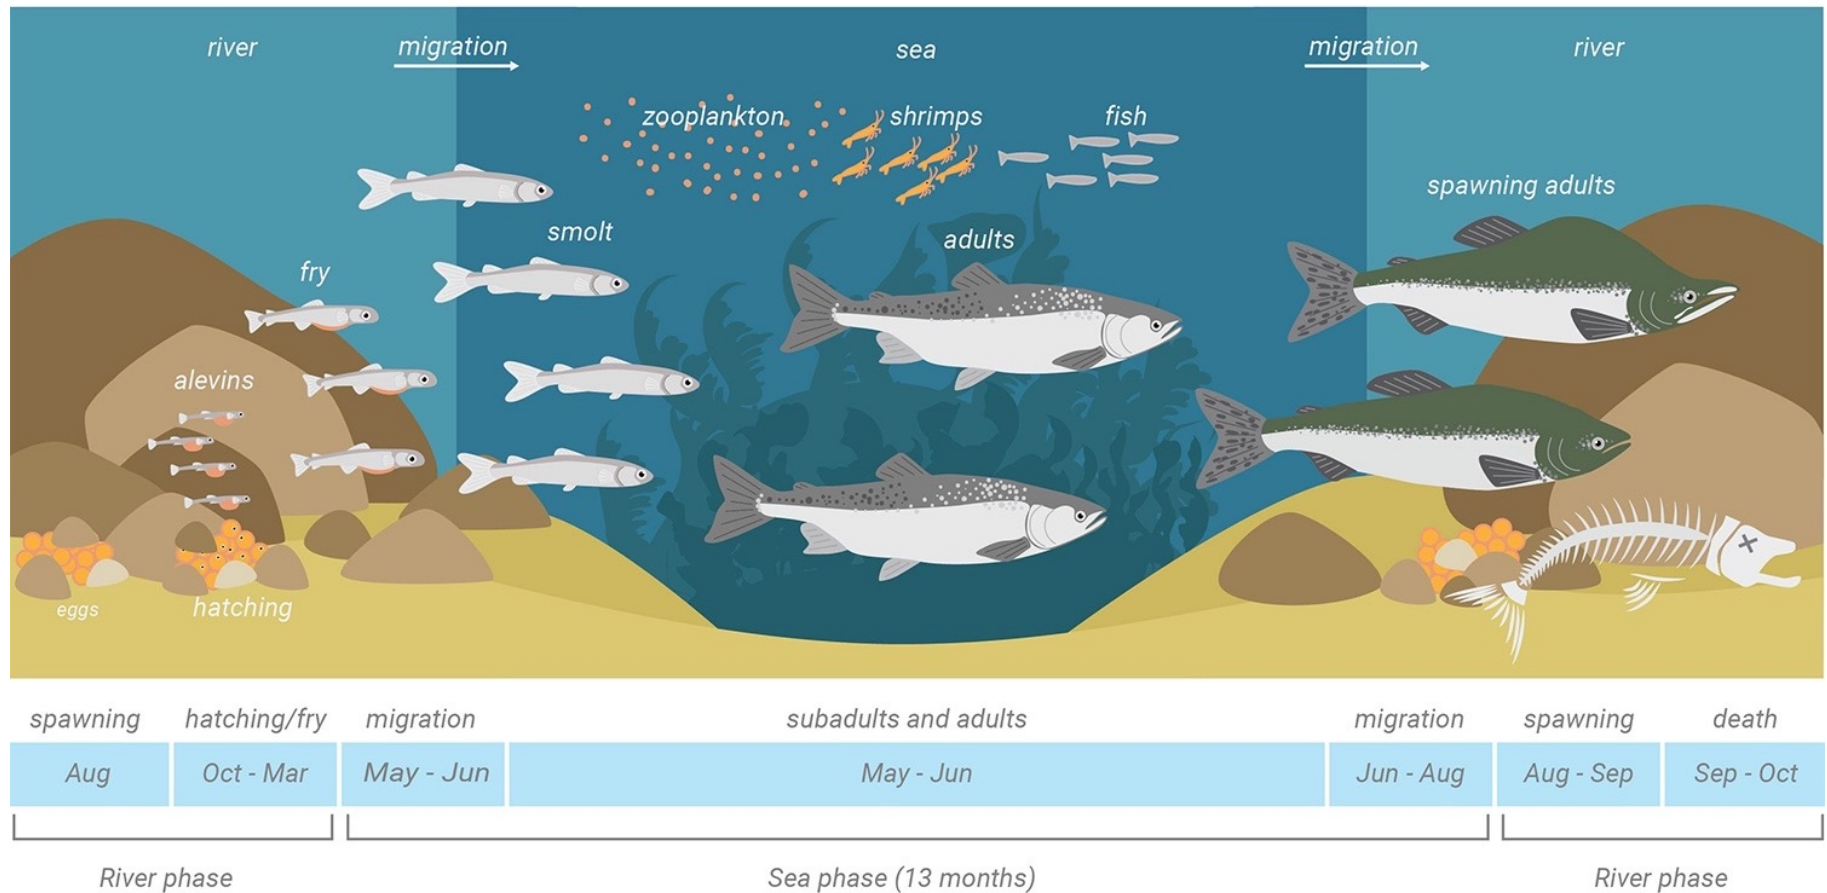 river
migration
sea
migration
river
zooplankton
shrimps
fish
spawning adults
smolt
adults
fry
alevins
eggs
hatching
spawning
hatching/fry
migration
subadults and adults
migration
spawning
death
Aug
Oct - Mar
May - Jun
May - Jun
Jun - Aug
Aug - Sep
Sep - Oct
River phase
Sea phase (13 months)
River phase